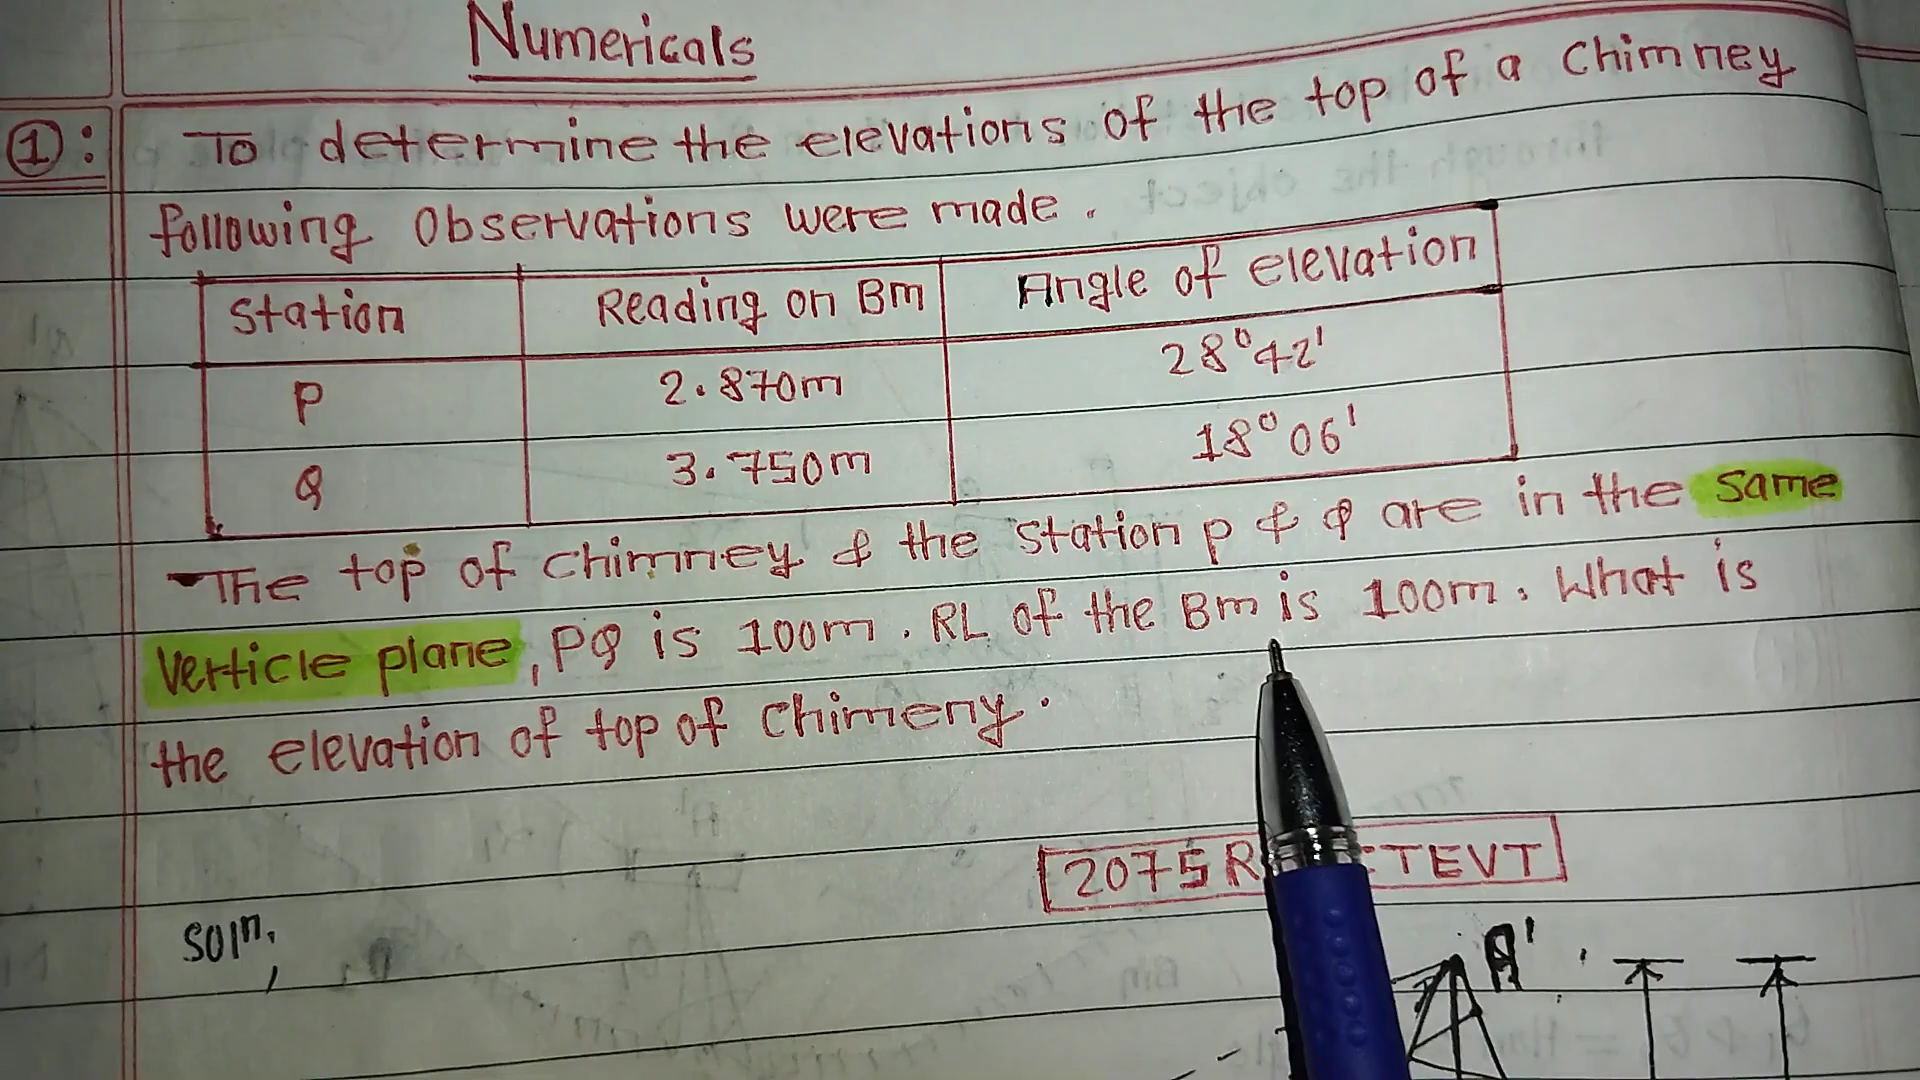 Numericals
①: To determine the elevations of the top of a chimney
following observations were made.
Station Reading on Bm Angle of elevation
P 2.870m 28°42'
Q 3.750m 18°06'
The top of chimney & the station p & q are in the same
verticle plane, PQ is 100m. RL of the Bm is 100m. What is
the elevation of top of chimeny.
2075 R TEVT
Soln,
A'